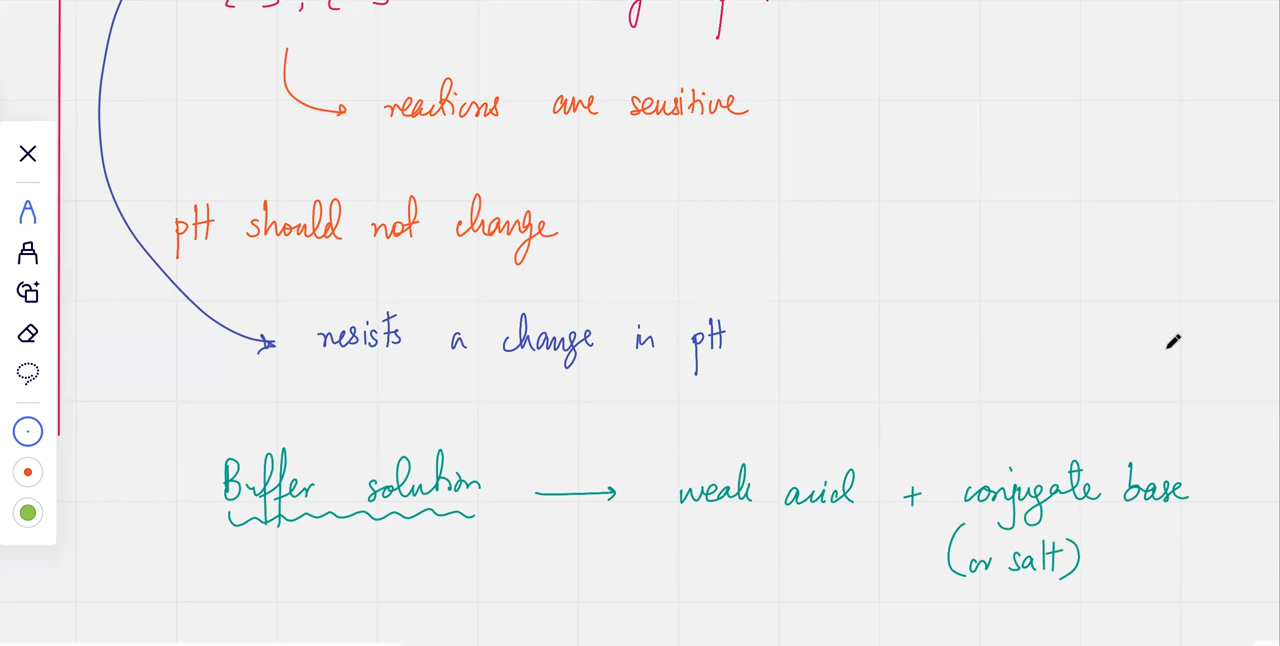 reactions are sensitive
pH should not change
resists a change in pH
Buffer solution → weak acid + conjugate base
(or salt)